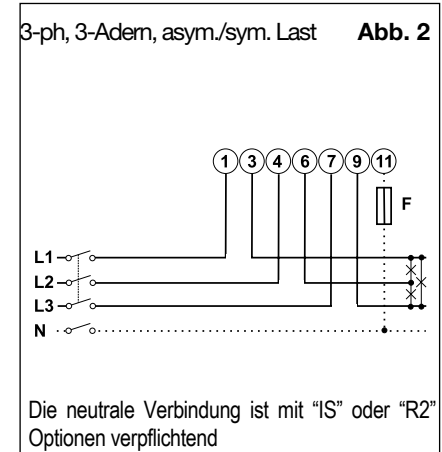 3-ph, 3-Adern, asym./sym. Last Abb. 2
1 3 4 6 7 9 11
F
L1
L2
L3
N
Die neutrale Verbindung ist mit "IS" oder "R2"
Optionen verpflichtend